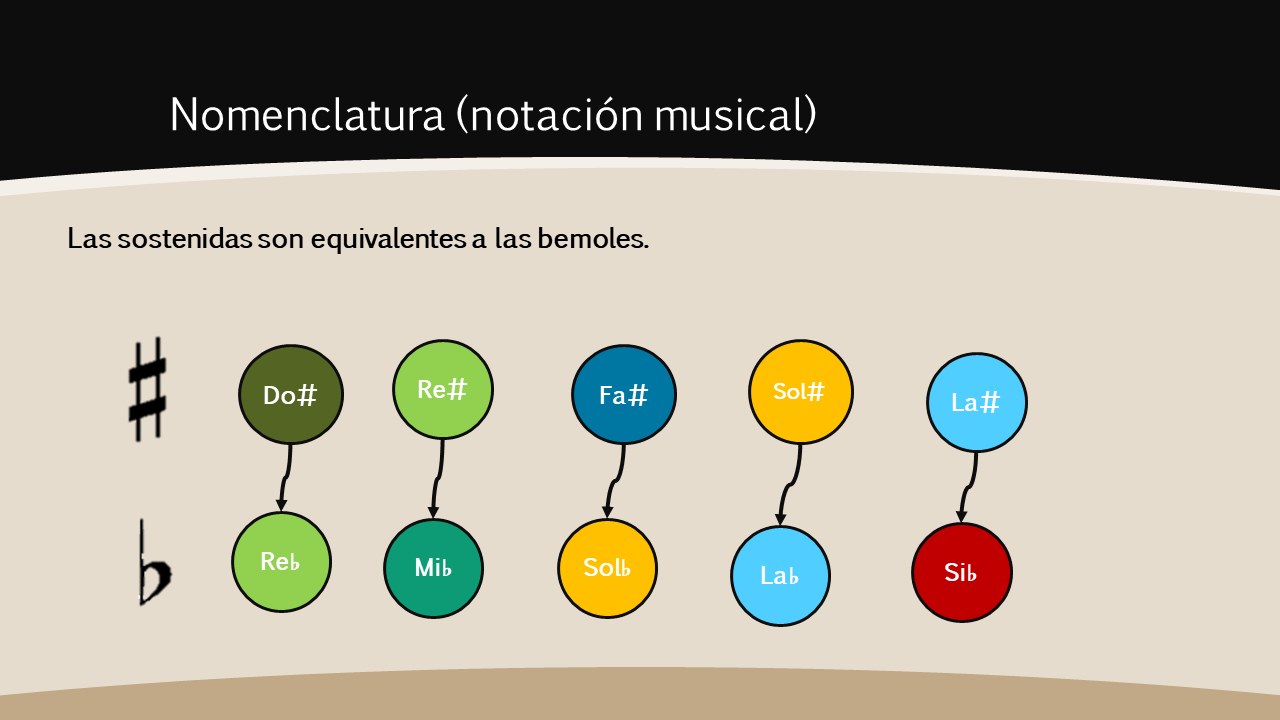 Nomenclatura (notación musical)
Las sostenidas son equivalentes a las bemoles.
♯ Do# Re# Fa# Sol# La#
♭ Re♭ Mi♭ Sol♭ La♭ Si♭